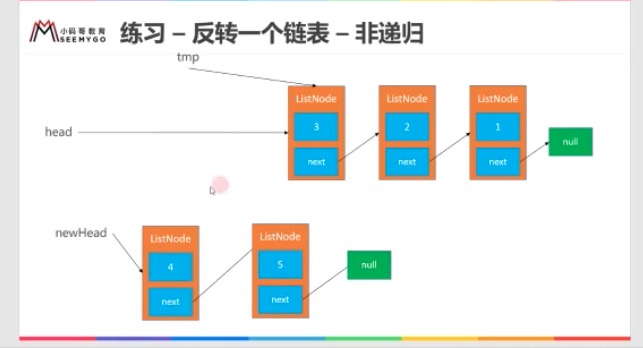 小码哥教育
SEEMYGO
练习 – 反转一个链表 – 非递归
tmp
head
ListNode
3
next
ListNode
2
next
ListNode
1
next
null
newHead
ListNode
4
next
ListNode
5
next
null